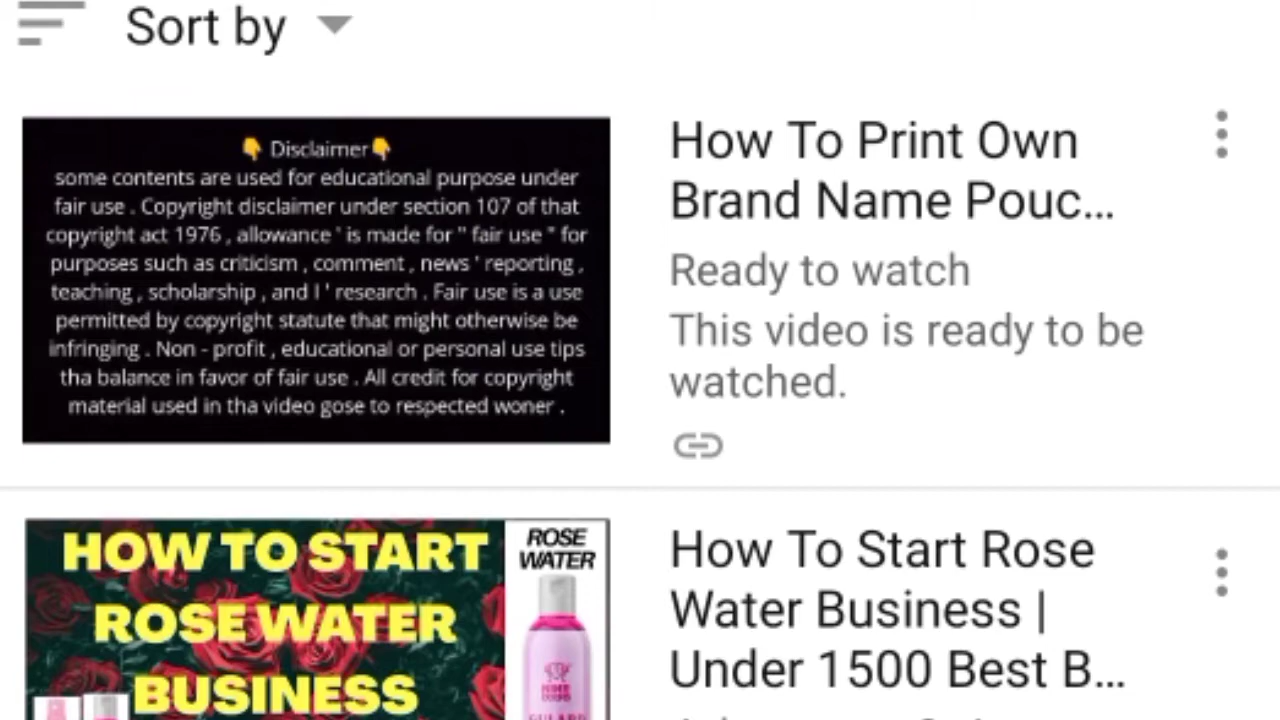 Sort by
👇 Disclaimer👇
some contents are used for educational purpose under
fair use . Copyright disclaimer under section 107 of that
copyright act 1976 , allowance ' is made for " fair use " for
purposes such as criticism , comment , news ' reporting ,
teaching , scholarship , and I ' research . Fair use is a use
permitted by copyright statute that might otherwise be
infringing . Non - profit , educational or personal use tips
tha balance in favor of fair use . All credit for copyright
material used in tha video gose to respected woner .
How To Print Own
Brand Name Pouc...
Ready to watch
This video is ready to be
watched.
HOW TO START
ROSE WATER
BUSINESS
ROSE
WATER
How To Start Rose
Water Business |
Under 1500 Best B...